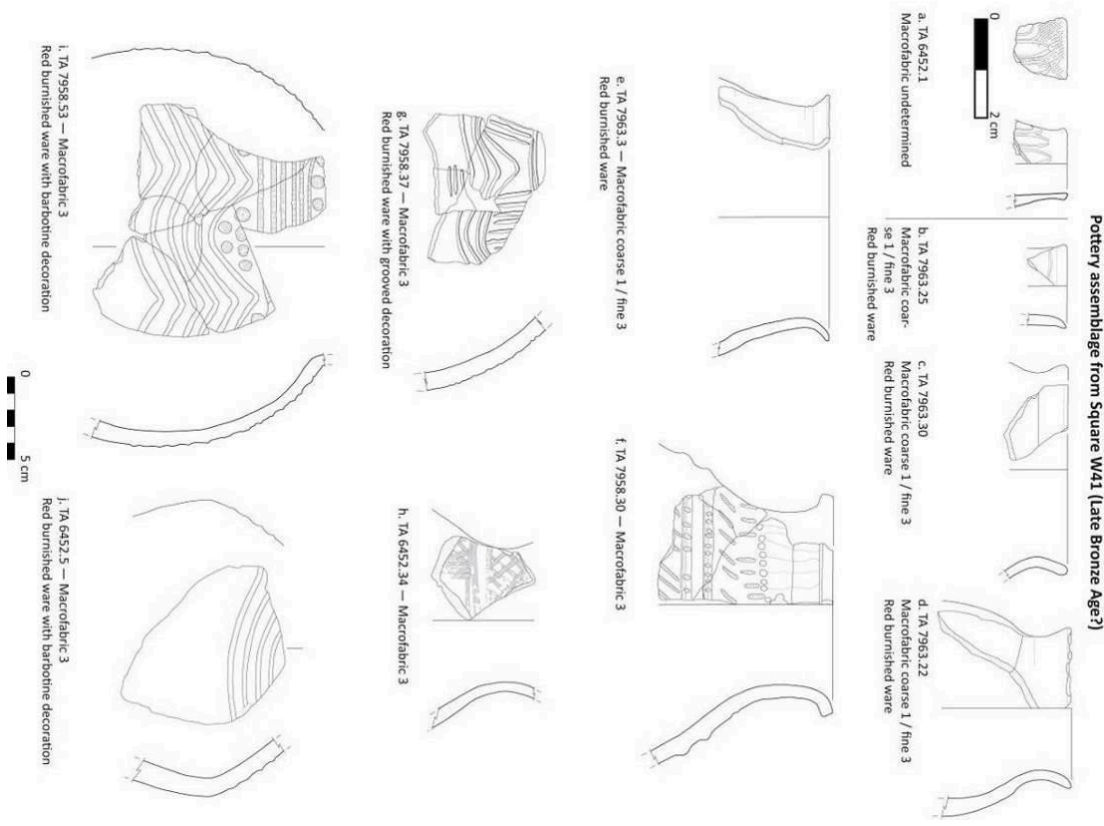 Pottery assemblage from Square W41 (Late Bronze Age?)
0
2 cm
a. TA 6452.1
Macrofabric undetermined
b. TA 7963.25
Macrofabric coar-
se 1 / fine 3
Red burnished ware
c. TA 7963.30
Macrofabric coarse 1 / fine 3
Red burnished ware
d. TA 7963.22
Macrofabric coarse 1 / fine 3
Red burnished ware
e. TA 7963.3 — Macrofabric coarse 1 / fine 3
Red burnished ware
f. TA 7958.30 — Macrofabric 3
g. TA 7958.37 — Macrofabric 3
Red burnished ware with grooved decoration
h. TA 6452.34 — Macrofabric 3
i. TA 7958.53 — Macrofabric 3
Red burnished ware with barbotine decoration
0
5 cm
j. TA 6452.5 — Macrofabric 3
Red burnished ware with barbotine decoration